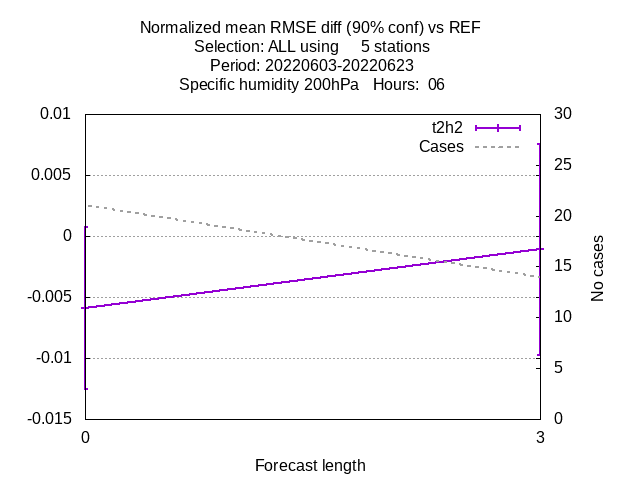 Normalized mean RMSE diff (90% conf) vs REF
Selection: ALL using     5 stations
Period: 20220603-20220623
Specific humidity 200hPa   Hours:  06
0.01
0.005
0
-0.005
-0.01
-0.015
t2h2
Cases
30
25
20
15
10
5
0
No cases
0
3
Forecast length